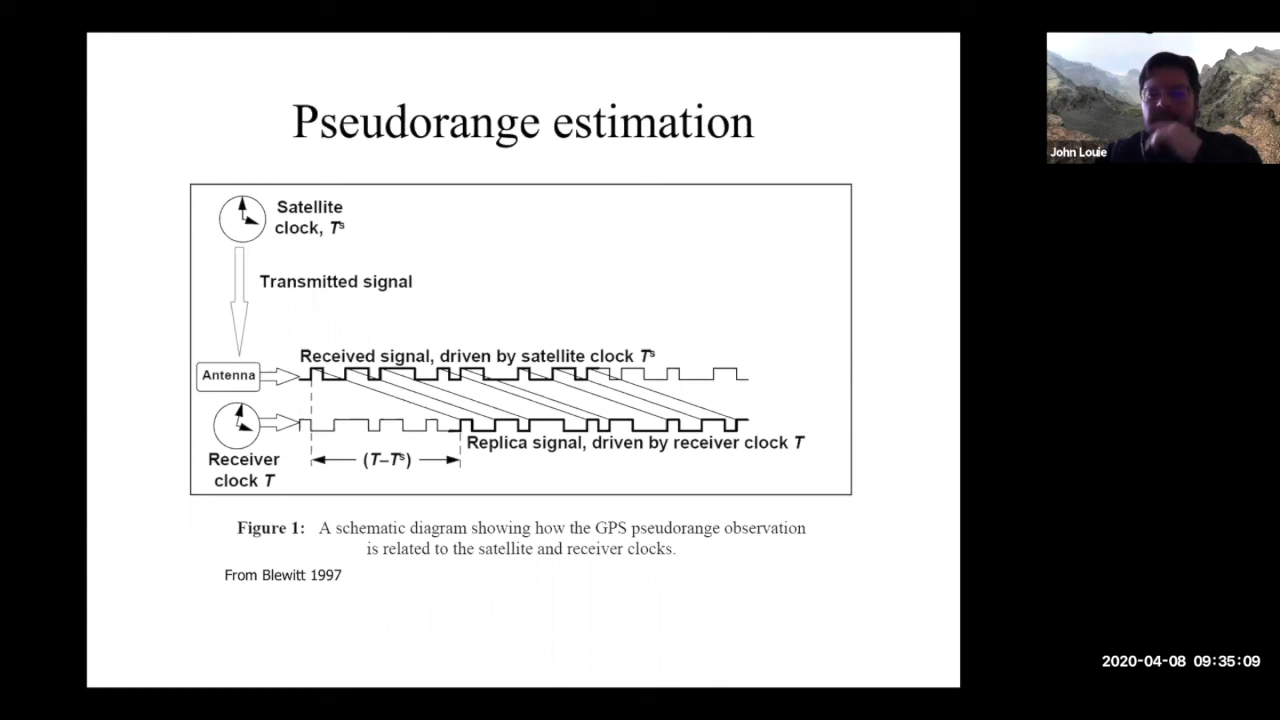 Pseudorange estimation
Satellite
clock, Tˢ
Transmitted signal
Received signal, driven by satellite clock Tˢ
Antenna
Replica signal, driven by receiver clock T
(T–Tˢ)
Receiver
clock T
Figure 1: A schematic diagram showing how the GPS pseudorange observation
is related to the satellite and receiver clocks.
From Blewitt 1997
John Louie
2020-04-08 09:35:09